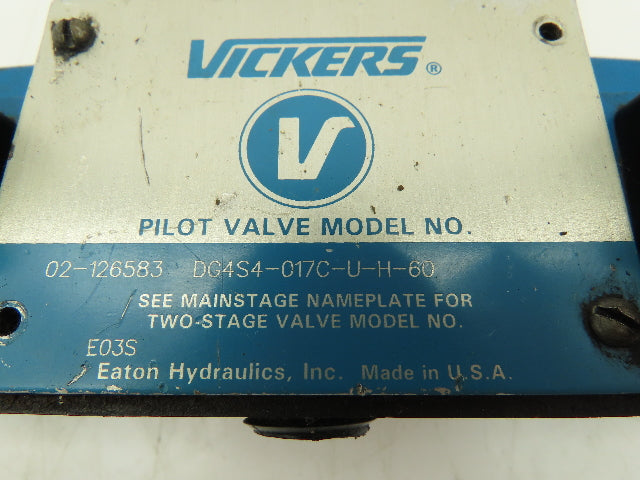 VICKERS®
V
PILOT VALVE MODEL NO.
02-126583 DG4S4-017C-U-H-60
SEE MAINSTAGE NAMEPLATE FOR
TWO-STAGE VALVE MODEL NO.
E03S
Eaton Hydraulics, Inc. Made in U.S.A.